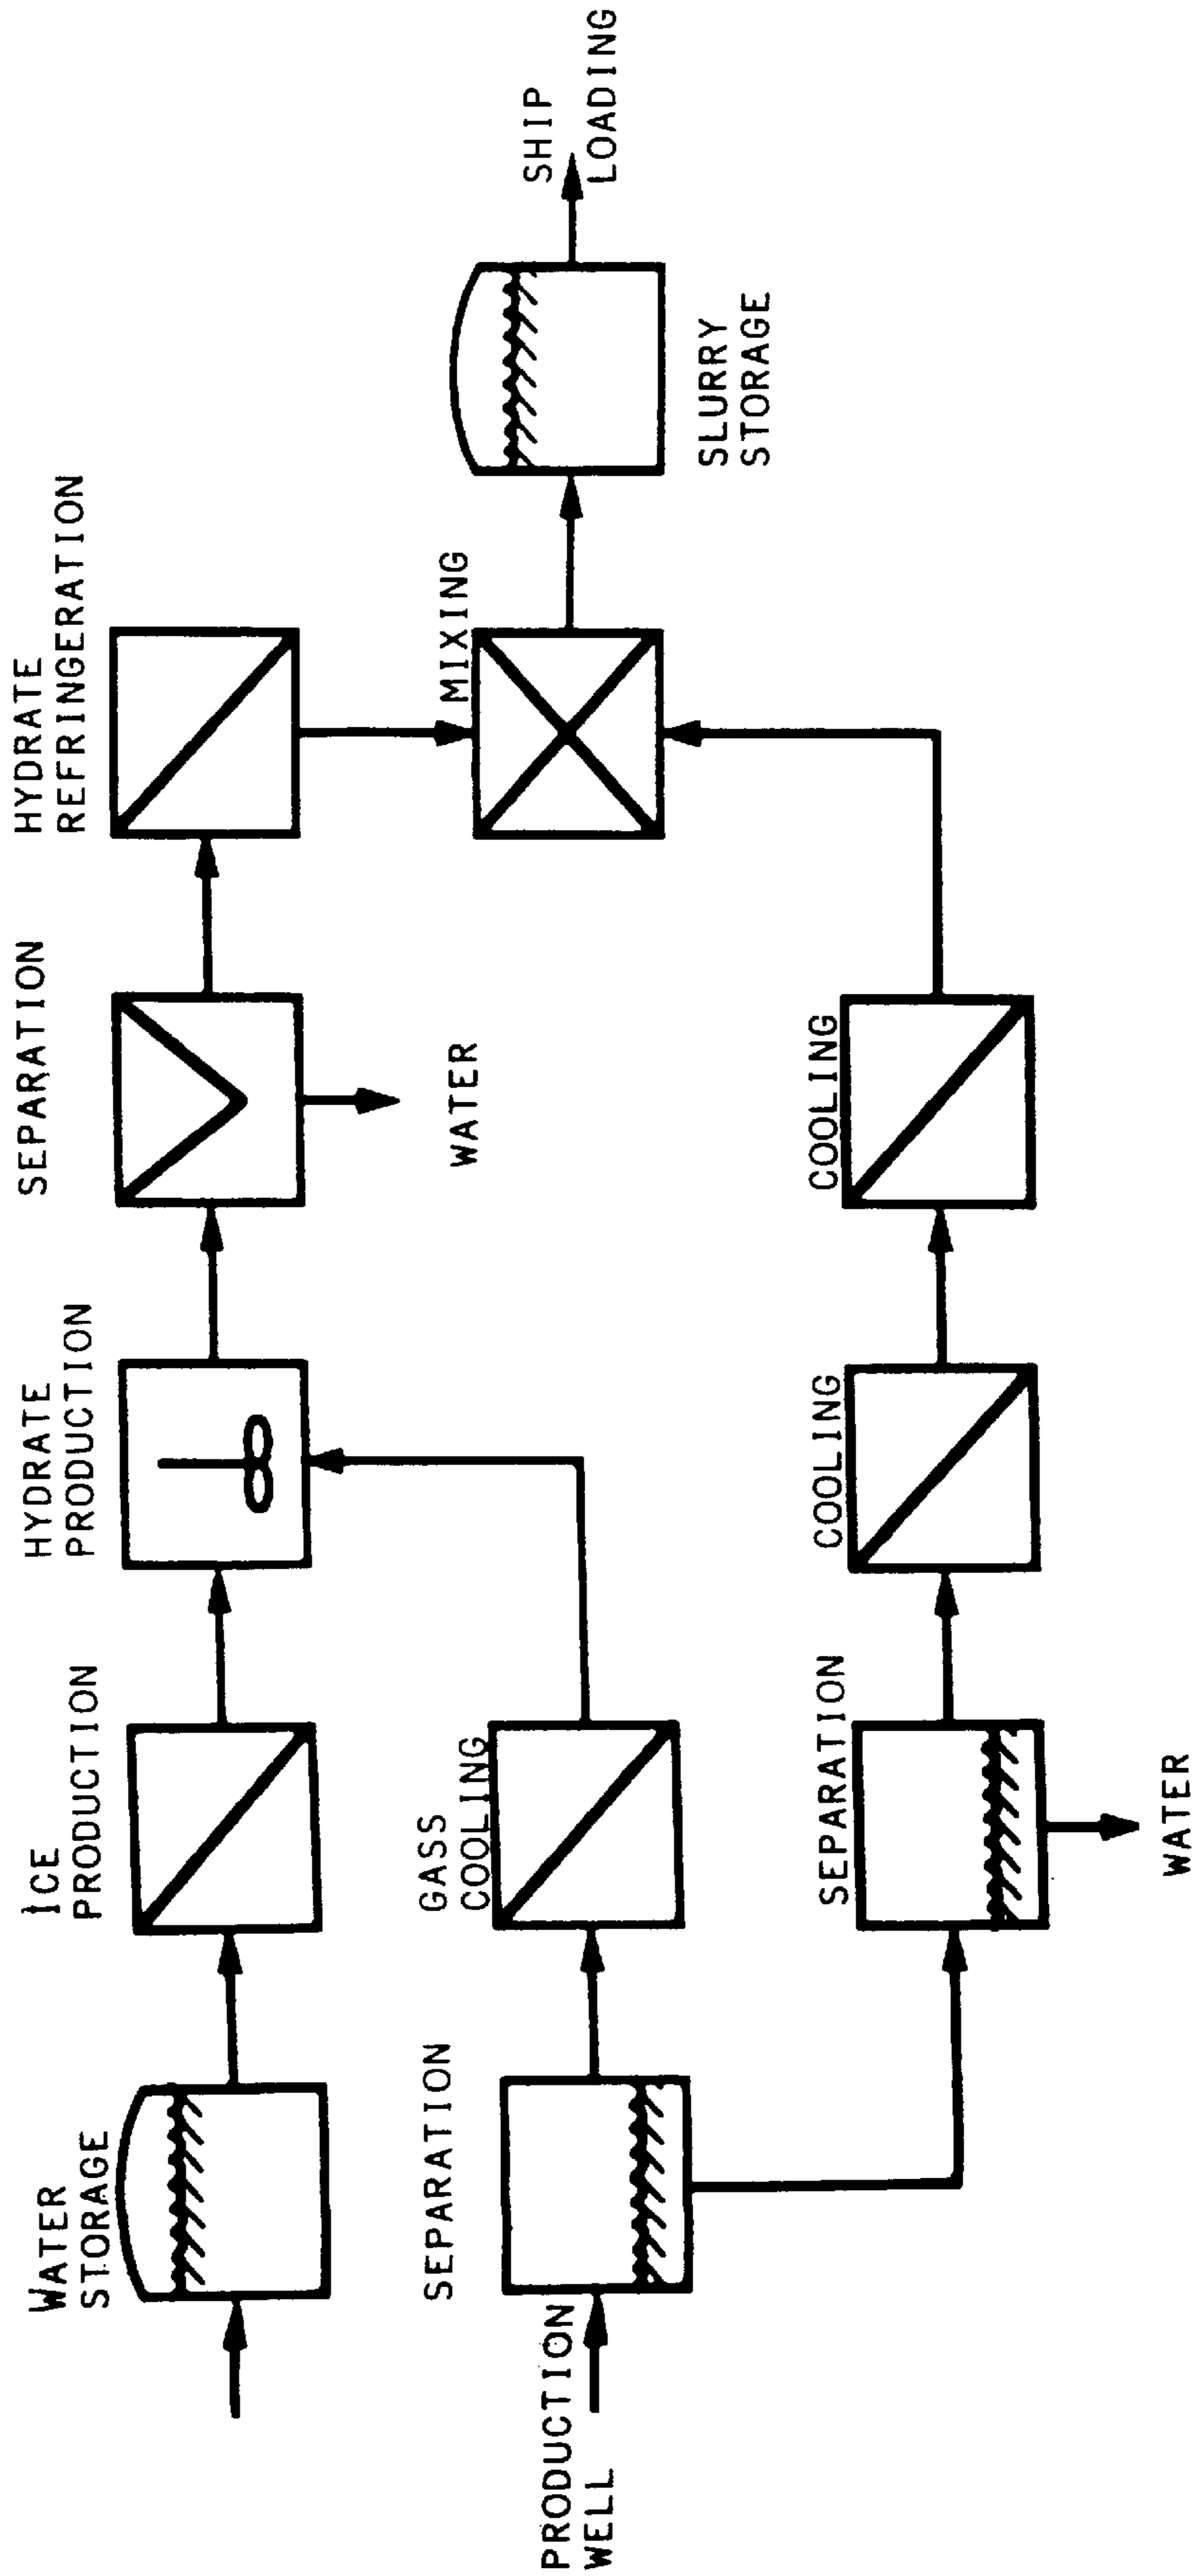 WATER
STORAGE
ICE
PRODUCTION
HYDRATE
PRODUCTION
SEPARATION
HYDRATE
REFRINGERATION
WATER
MIXING
SLURRY
STORAGE
SHIP
LOADING
PRODUCTION
WELL
SEPARATION
GASS
COOLING
SEPARATION
WATER
COOLING
COOLING